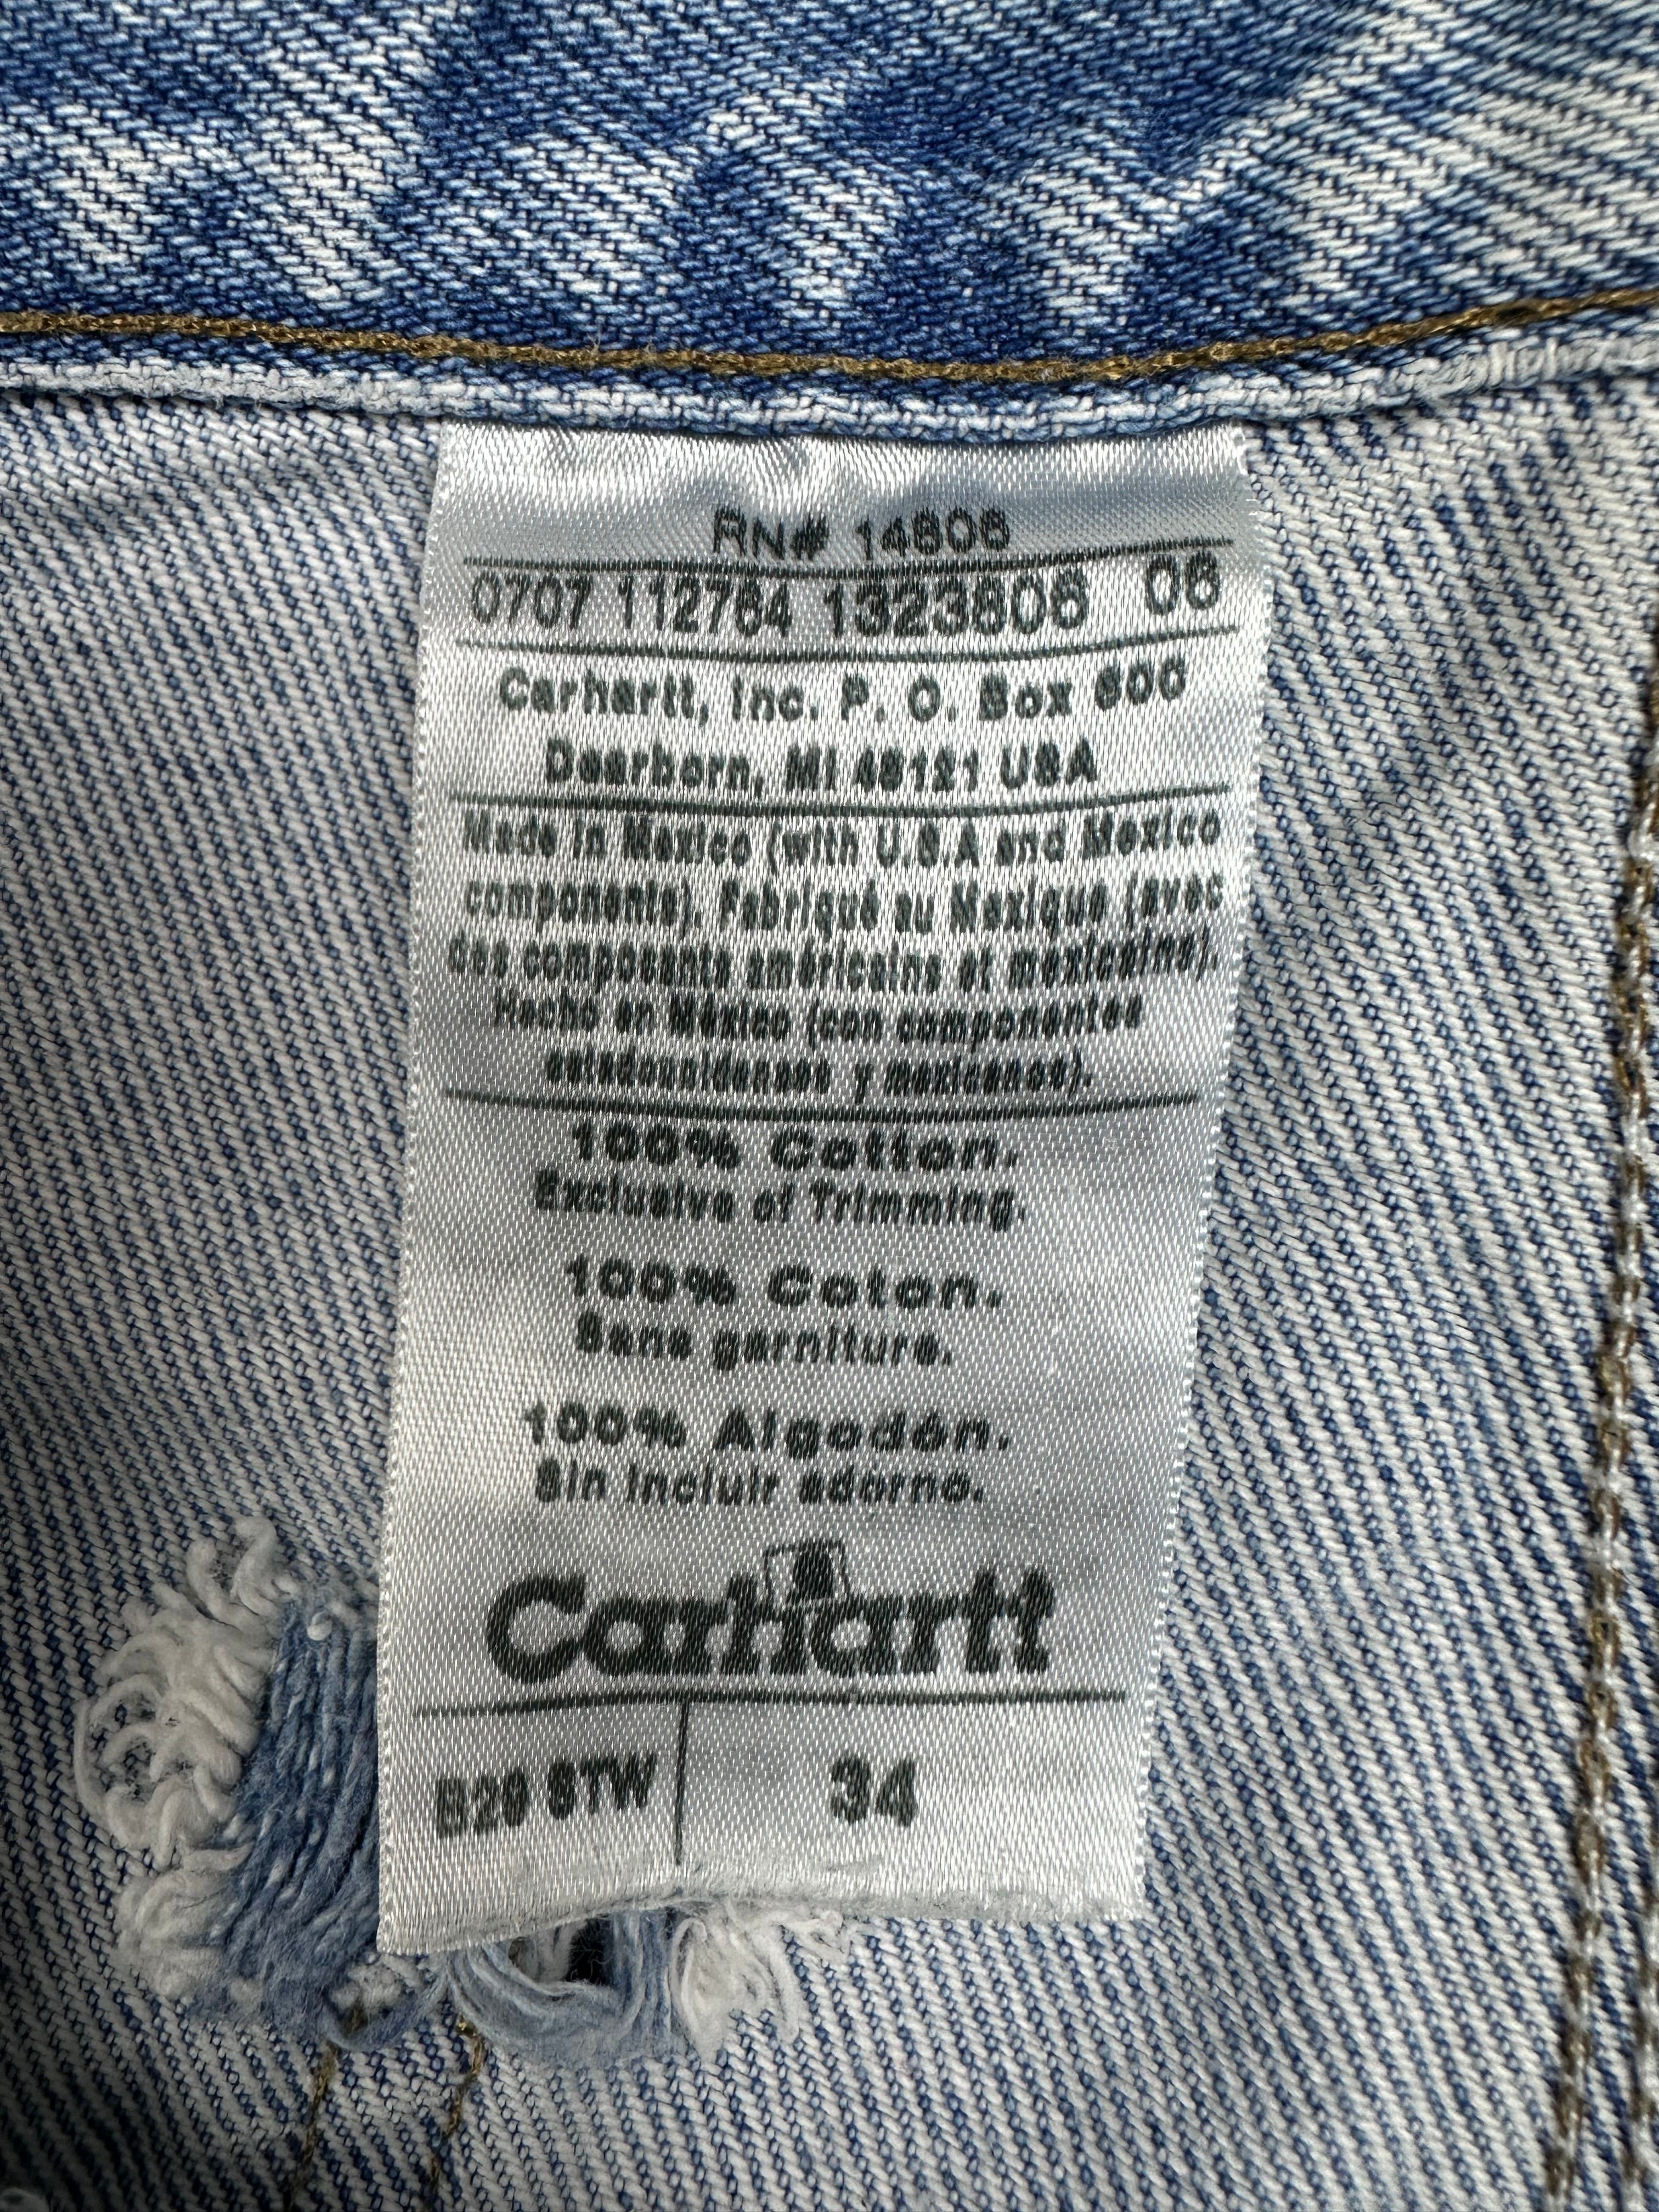 RN# 14806
0707 112764 1323806 06
Carhartt, Inc. P. O. Box 600
Dearborn, MI 48121 USA
Made in Mexico (with U.S.A and Mexico
components). Fabriqué au Mexique (avec
des composants américains et mexicains).
Hecho en México (con componentes
estadounidenses y mexicanos).
100% Cotton.
Exclusive of Trimming.
100% Coton.
Sans garniture.
100% Algodón.
Sin incluir adorno.
Carhartt
B29 STW 34